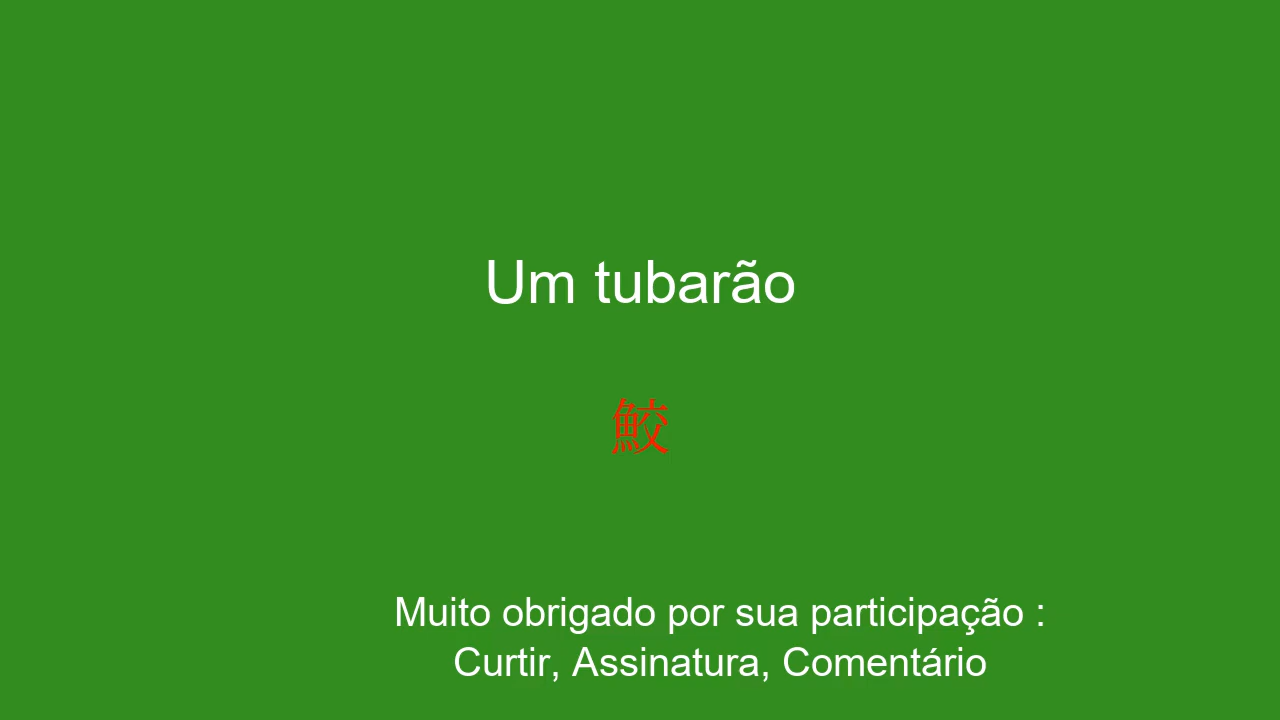 Um tubarão
鮫
Muito obrigado por sua participação :
Curtir, Assinatura, Comentário